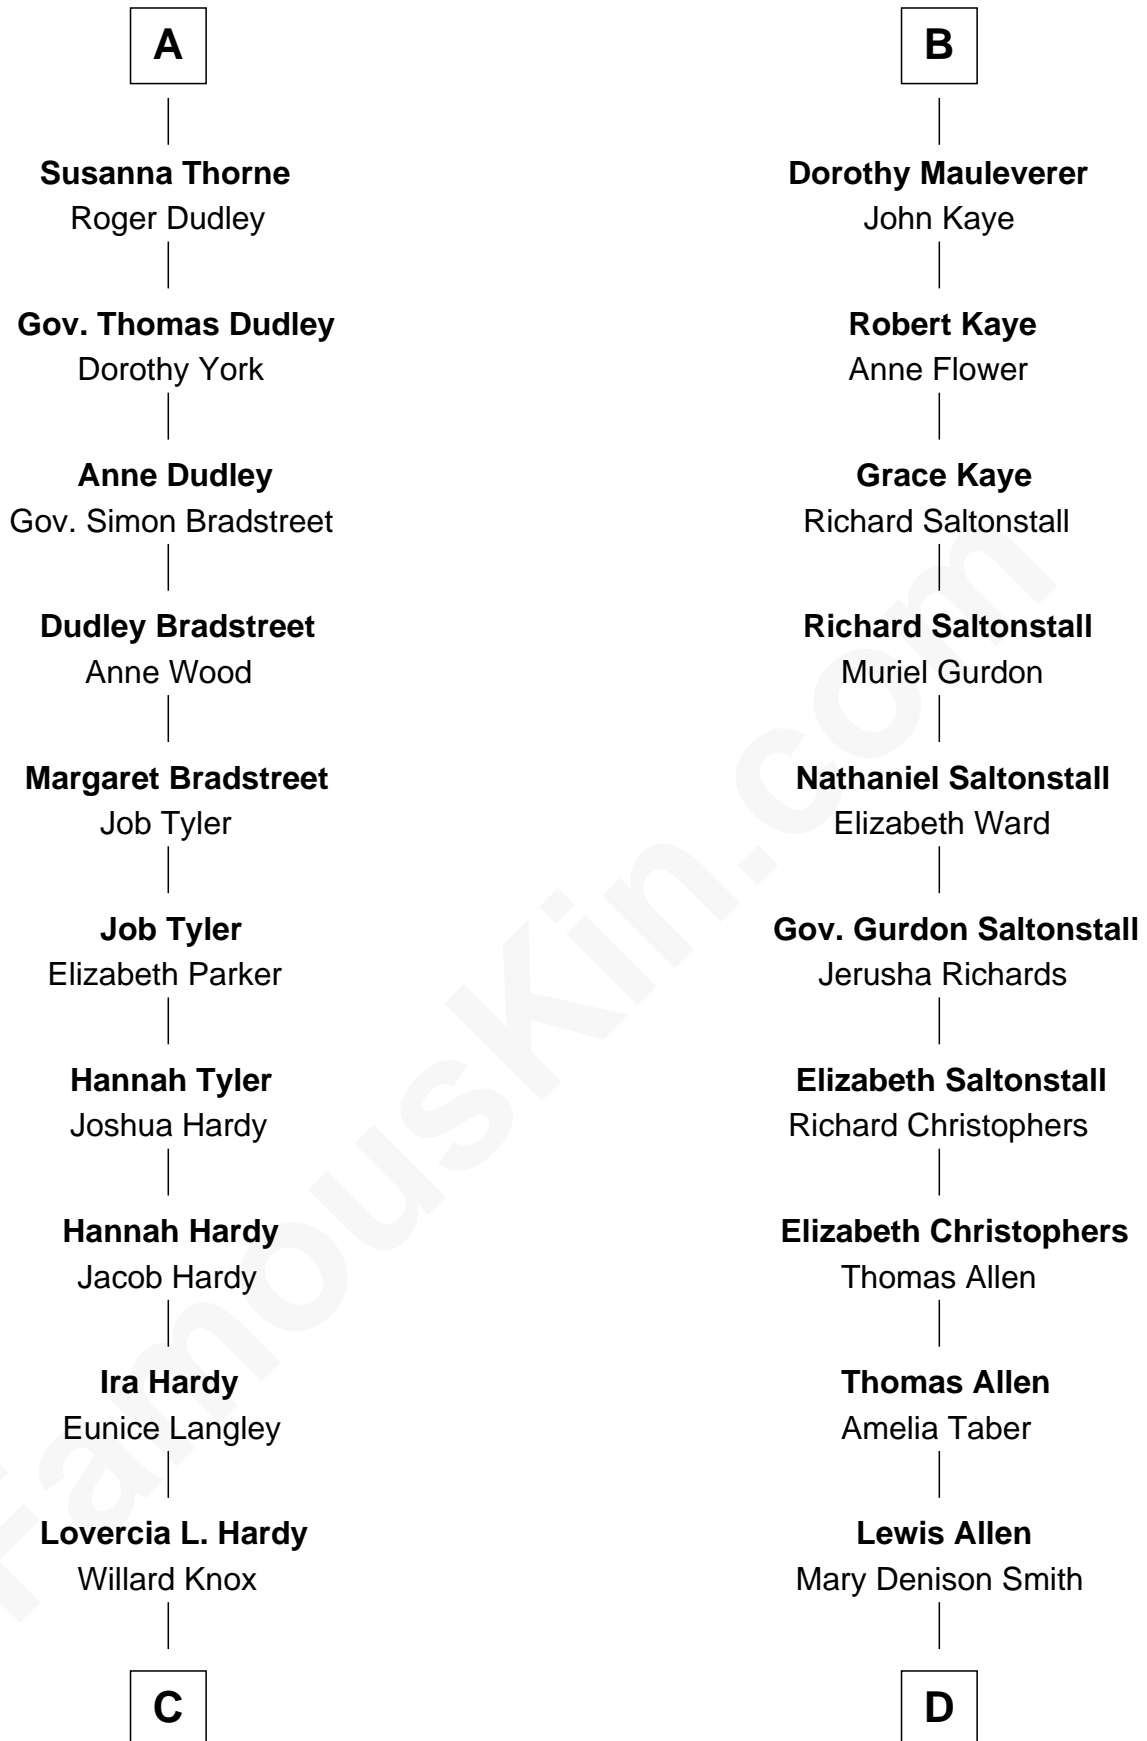 A
Susanna Thorne
Roger Dudley
Gov. Thomas Dudley
Dorothy York
Anne Dudley
Gov. Simon Bradstreet
Dudley Bradstreet
Anne Wood
Margaret Bradstreet
Job Tyler
Job Tyler
Elizabeth Parker
Hannah Tyler
Joshua Hardy
Hannah Hardy
Jacob Hardy
Ira Hardy
Eunice Langley
Lovercia L. Hardy
Willard Knox
C
B
Dorothy Mauleverer
John Kaye
Robert Kaye
Anne Flower
Grace Kaye
Richard Saltonstall
Richard Saltonstall
Muriel Gurdon
Nathaniel Saltonstall
Elizabeth Ward
Gov. Gurdon Saltonstall
Jerusha Richards
Elizabeth Saltonstall
Richard Christophers
Elizabeth Christophers
Thomas Allen
Thomas Allen
Amelia Taber
Lewis Allen
Mary Denison Smith
D
FamousKin.com